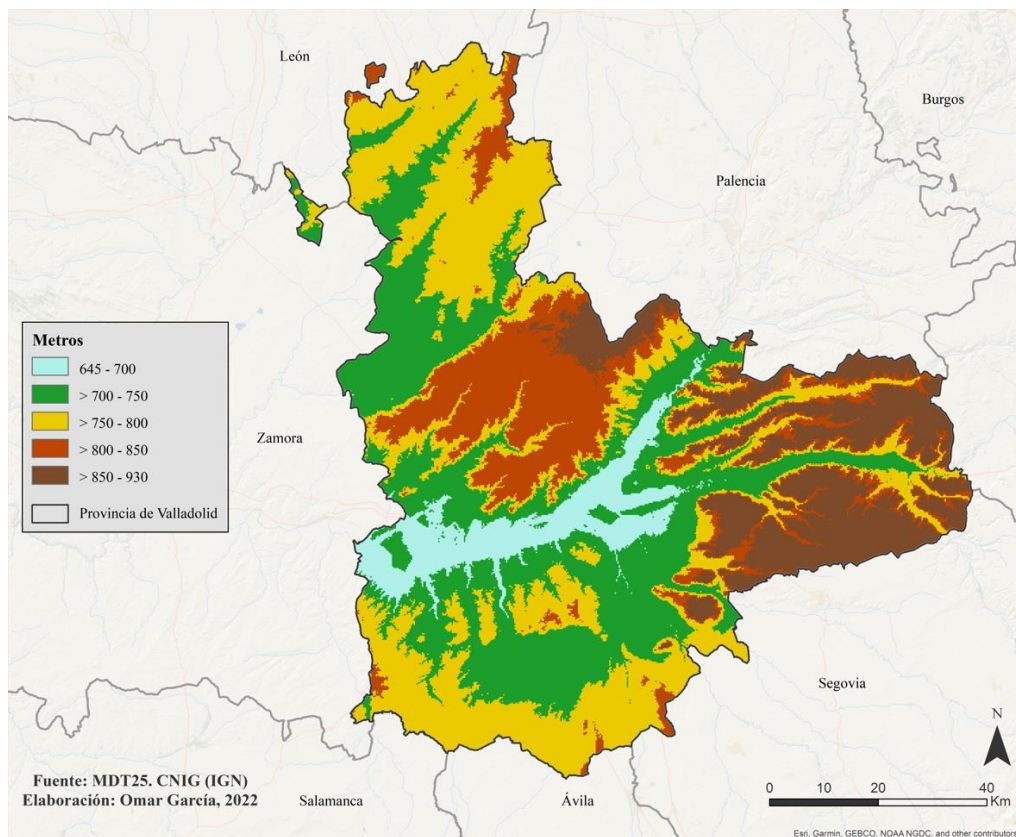 León
Burgos
Palencia
Metros
645 - 700
> 700 - 750
> 750 - 800
> 800 - 850
> 850 - 930
Provincia de Valladolid
Zamora
Segovia
N
Fuente: MDT25. CNIG (IGN)
Elaboración: Omar García, 2022
Salamanca
Ávila
0 10 20 40
Km
Esri, Garmin, GEBCO, NOAA NGDC, and other contributors